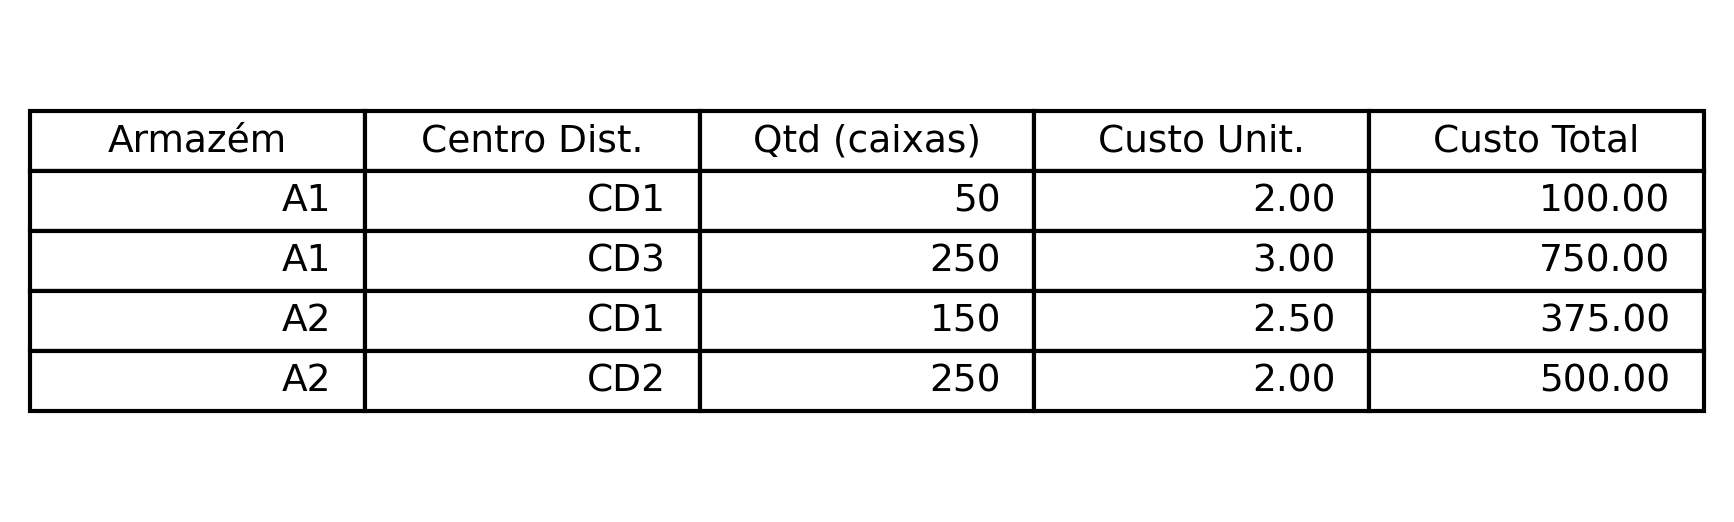 Armazém Centro Dist. Qtd (caixas) Custo Unit. Custo Total
A1 CD1 50 2.00 100.00
A1 CD3 250 3.00 750.00
A2 CD1 150 2.50 375.00
A2 CD2 250 2.00 500.00